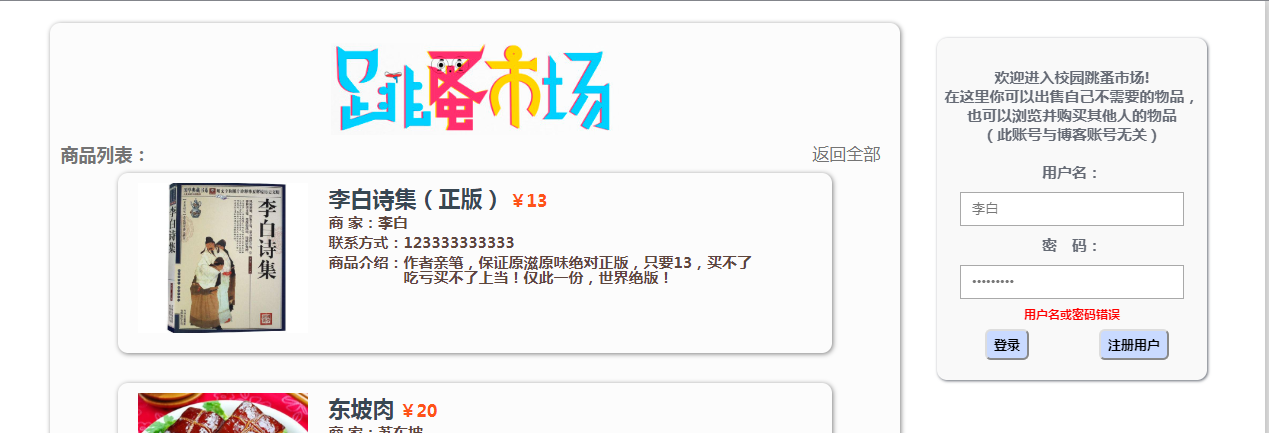 跳蚤市场
商品列表：
返回全部
李白诗集
李白诗集
李白诗集（正版）￥13
商 家：李白
联系方式：123333333333
商品介绍：作者亲笔，保证原滋原味绝对正版，只要13，买不了
吃亏买不了上当！仅此一份，世界绝版！
东坡肉 ￥20
商 家：苏东坡
欢迎进入校园跳蚤市场!
在这里你可以出售自己不需要的物品，
也可以浏览并购买其他人的物品
（此账号与博客账号无关）
用户名：
李白
密　码：
•••••••••
用户名或密码错误
登录
注册用户